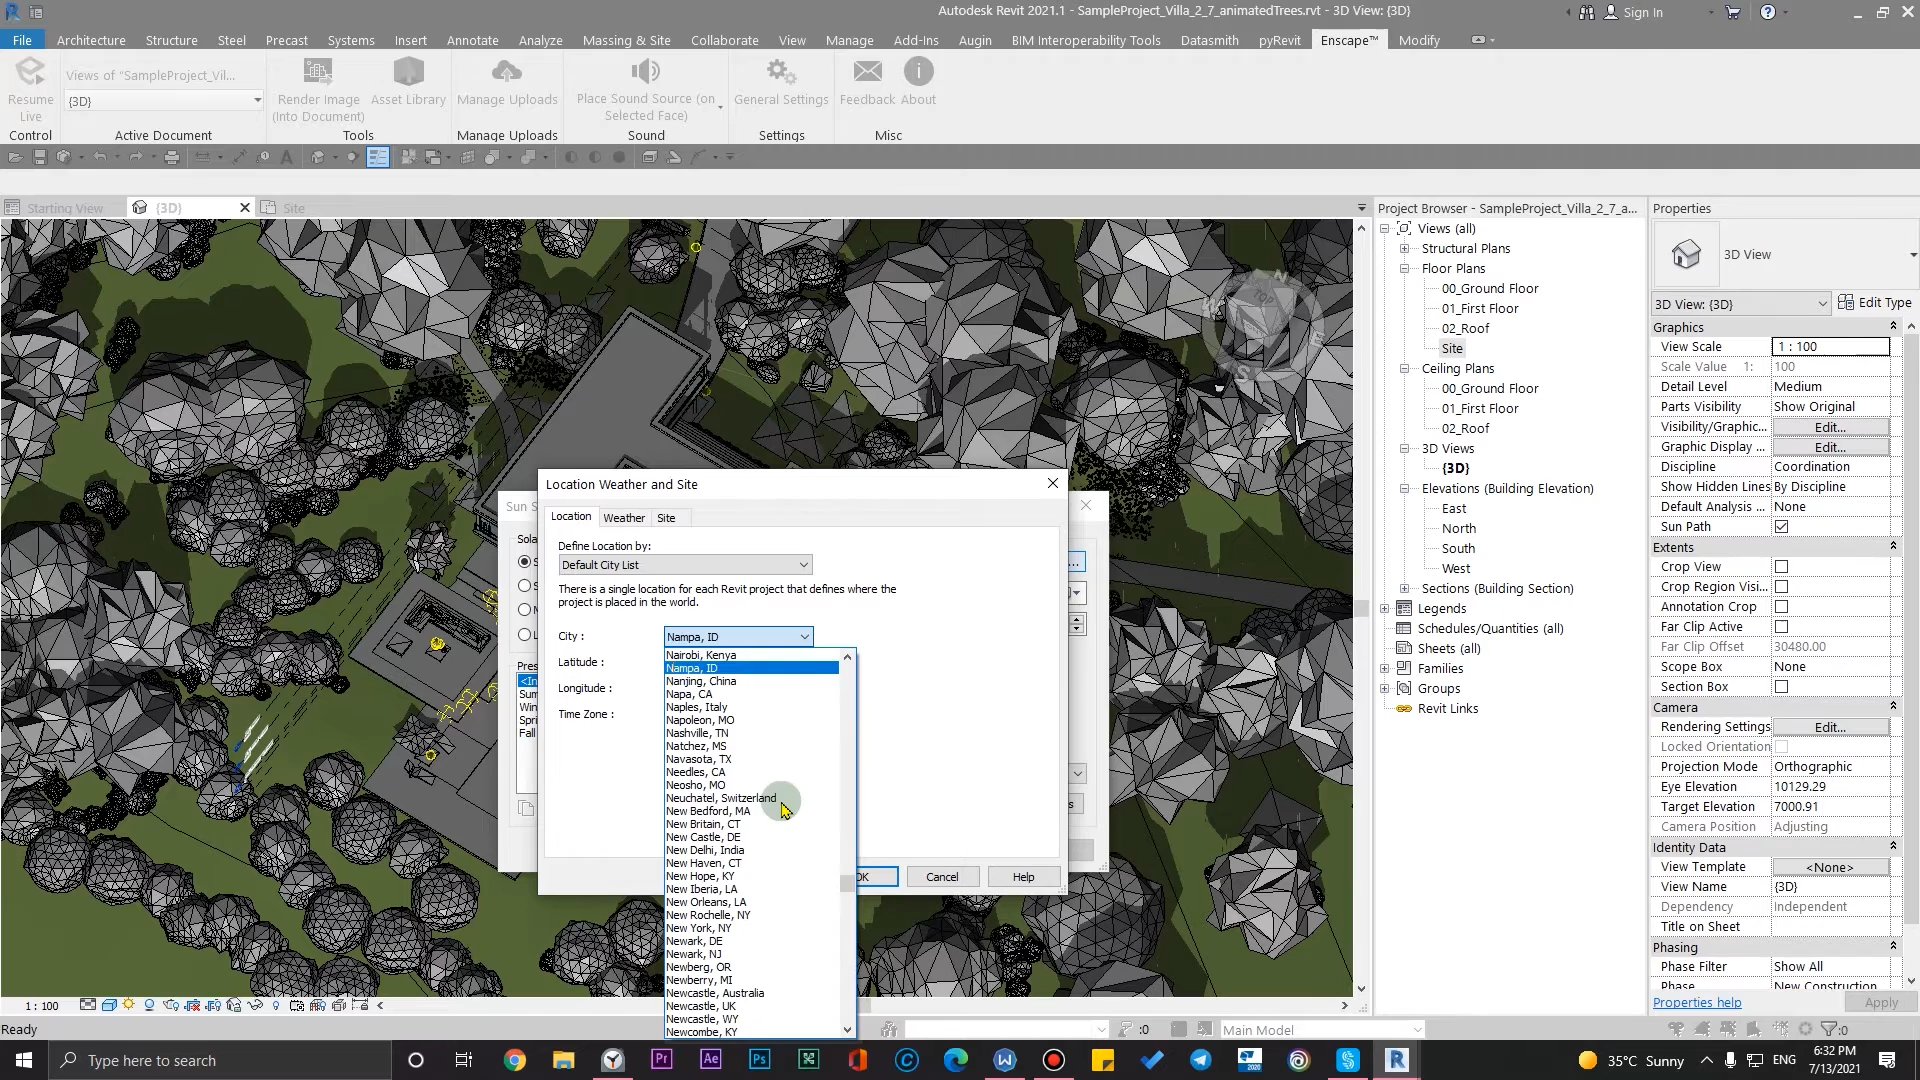 Autodesk Revit 2021.1 - SampleProject_Villa_2_7_animatedTrees.rvt - 3D View: {3D}
Sign In
File Architecture Structure Steel Precast Systems Insert Annotate Analyze Massing & Site Collaborate View Manage Add-Ins Augin BIM Interoperability Tools Datasmith pyRevit Enscape™ Modify
Resume Live
Views of "SampleProject_Vil...
{3D}
Render Image (Into Document)
Asset Library
Manage Uploads
Place Sound Source (on Selected Face)
General Settings
Feedback About
Control Active Document Tools Manage Uploads Sound Settings Misc
Starting View {3D} Site
Project Browser - SampleProject_Villa_2_7_a...
Views (all)
Structural Plans
Floor Plans
00_Ground Floor
01_First Floor
02_Roof
Site
Ceiling Plans
00_Ground Floor
01_First Floor
02_Roof
3D Views
{3D}
Elevations (Building Elevation)
East
North
South
West
Sections (Building Section)
Legends
Schedules/Quantities (all)
Sheets (all)
Families
Groups
Revit Links
Properties
3D View
3D View: {3D} Edit Type
Graphics
View Scale 1 : 100
Scale Value 1: 100
Detail Level Medium
Parts Visibility Show Original
Visibility/Graphic... Edit...
Graphic Display ... Edit...
Discipline Coordination
Show Hidden Lines By Discipline
Default Analysis ... None
Sun Path
Extents
Crop View
Crop Region Visi...
Annotation Crop
Far Clip Active
Far Clip Offset 30480.00
Scope Box None
Section Box
Camera
Rendering Settings Edit...
Locked Orientation
Projection Mode Orthographic
Eye Elevation 10129.29
Target Elevation 7000.91
Camera Position Adjusting
Identity Data
View Template <None>
View Name {3D}
Dependency Independent
Title on Sheet
Phasing
Phase Filter Show All
Phase New Construction
Properties help Apply
TOP
N
W
E
S
Sun S
Sola
S
S
M
L
Pres
<In
Sum
Win
Spri
Fall
Location Weather and Site
Location Weather Site
Define Location by:
Default City List
There is a single location for each Revit project that defines where the
project is placed in the world.
City : Nampa, ID
Latitude :
Longitude :
Time Zone :
Nairobi, Kenya
Nampa, ID
Nanjing, China
Napa, CA
Naples, Italy
Napoleon, MO
Nashville, TN
Natchez, MS
Navasota, TX
Needles, CA
Neosho, MO
Neuchatel, Switzerland
New Bedford, MA
New Britain, CT
New Castle, DE
New Delhi, India
New Haven, CT
New Hope, KY
New Iberia, LA
New Orleans, LA
New Rochelle, NY
New York, NY
Newark, DE
Newark, NJ
Newberg, OR
Newberry, MI
Newcastle, Australia
Newcastle, UK
Newcastle, WY
Newcombe, KY
OK Cancel Help
1 : 100
Ready
:0
Main Model
:0
Type here to search
35°C Sunny
ENG
6:32 PM
7/13/2021